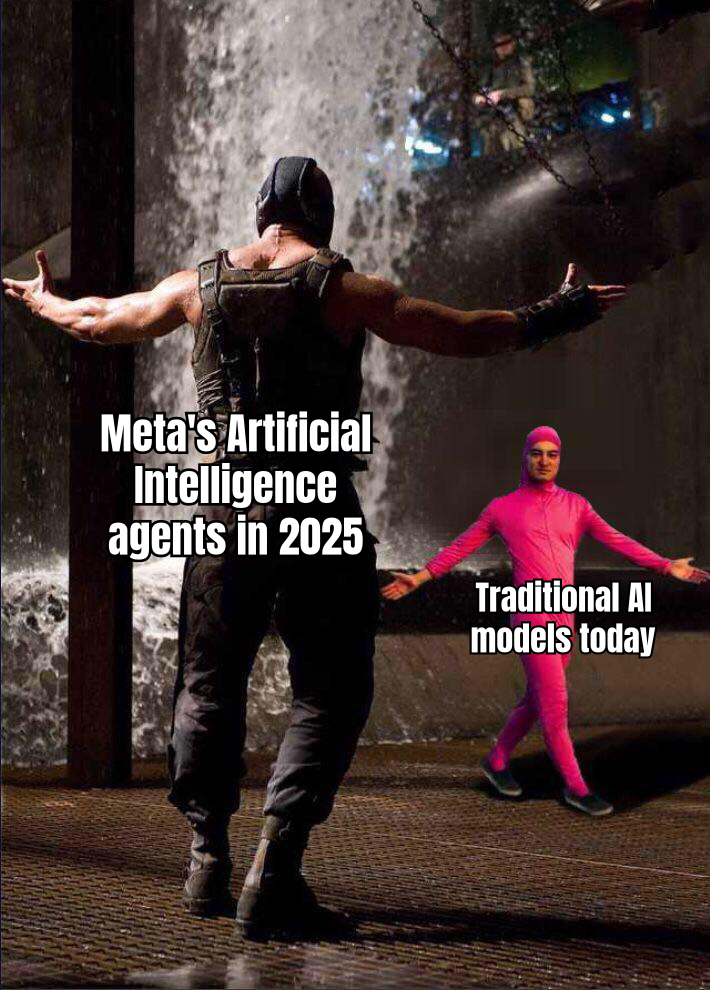 Meta's Artificial
Intelligence
agents in 2025
Traditional AI
models today